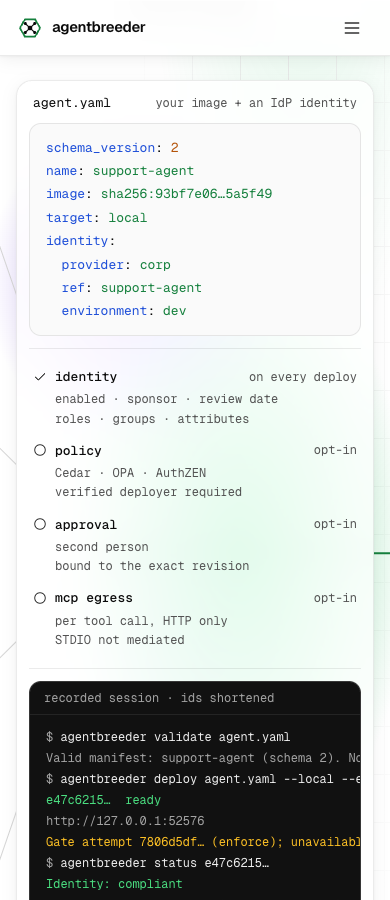 agentbreeder
agent.yaml your image + an IdP identity
schema_version: 2
name: support-agent
image: sha256:93bf7e06…5a5f49
target: local
identity:
provider: corp
ref: support-agent
environment: dev
identity on every deploy
enabled · sponsor · review date
roles · groups · attributes
policy opt-in
Cedar · OPA · AuthZEN
verified deployer required
approval opt-in
second person
bound to the exact revision
mcp egress opt-in
per tool call, HTTP only
STDIO not mediated
recorded session · ids shortened
$ agentbreeder validate agent.yaml
Valid manifest: support-agent (schema 2). No
$ agentbreeder deploy agent.yaml --local --e
e47c6215… ready
http://127.0.0.1:52576
Gate attempt 7806d5df… (enforce); unavailabl
$ agentbreeder status e47c6215…
Identity: compliant